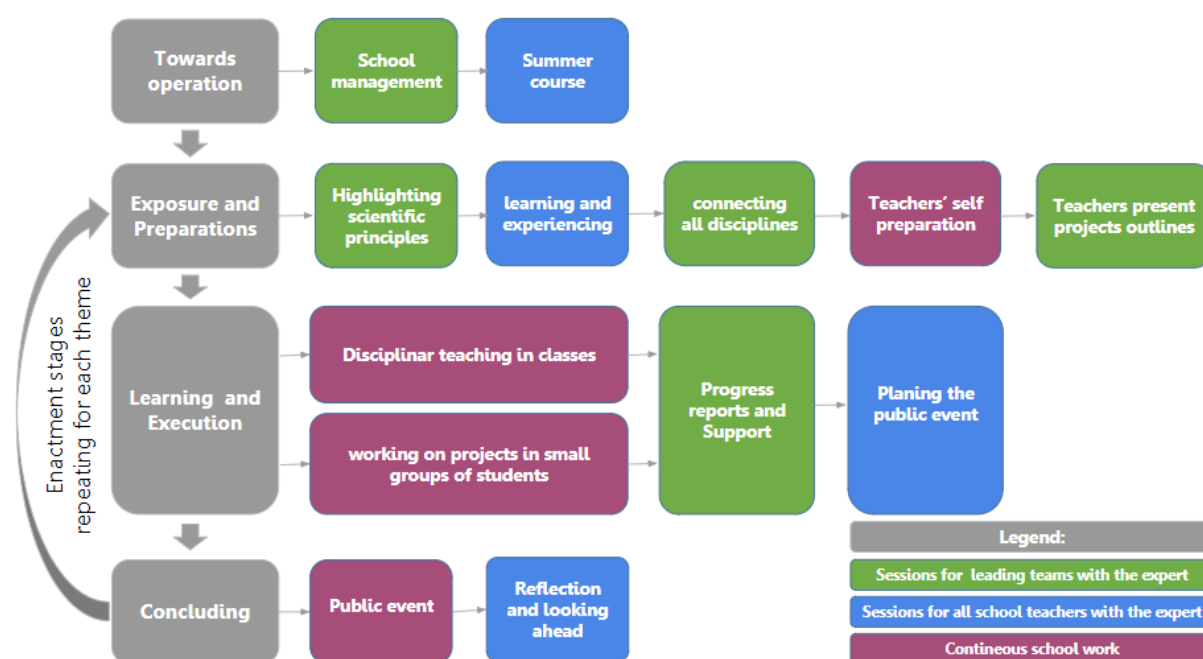 Towards
operation
School
management
Summer
course
Exposure and
Preparations
Highlighting
scientific
principles
learning and
experiencing
connecting
all disciplines
Teachers' self
preparation
Teachers present
projects outlines
Enactment stages
repeating for each theme
Learning and
Execution
Disciplinar teaching in classes
working on projects in small
groups of students
Progress
reports and
Support
Planing the
public event
Concluding
Public event
Reflection
and looking
ahead
Legend:
Sessions for leading teams with the expert
Sessions for all school teachers with the expert
Contineous school work